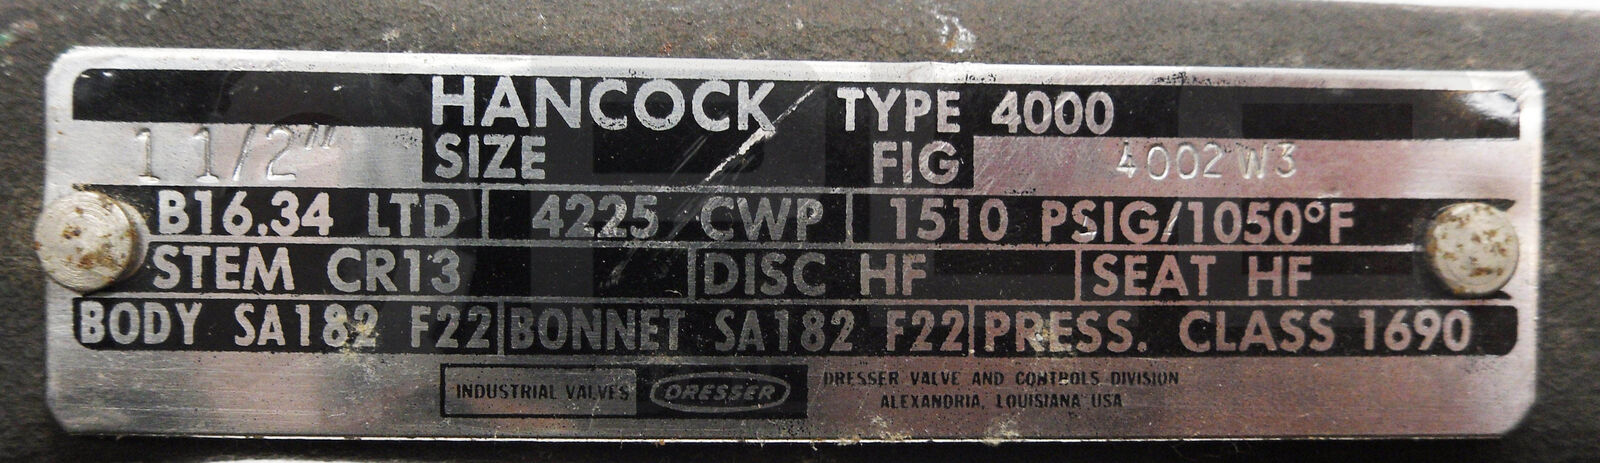 HANCOCK TYPE 4000
1 1/2" SIZE FIG 4002W3
B16.34 LTD 4225 CWP 1510 PSIG/1050°F
STEM CR13 DISC HF SEAT HF
BODY SA182 F22 BONNET SA182 F22 PRESS. CLASS 1690
INDUSTRIAL VALVES DRESSER DRESSER VALVE AND CONTROLS DIVISION
ALEXANDRIA, LOUISIANA USA